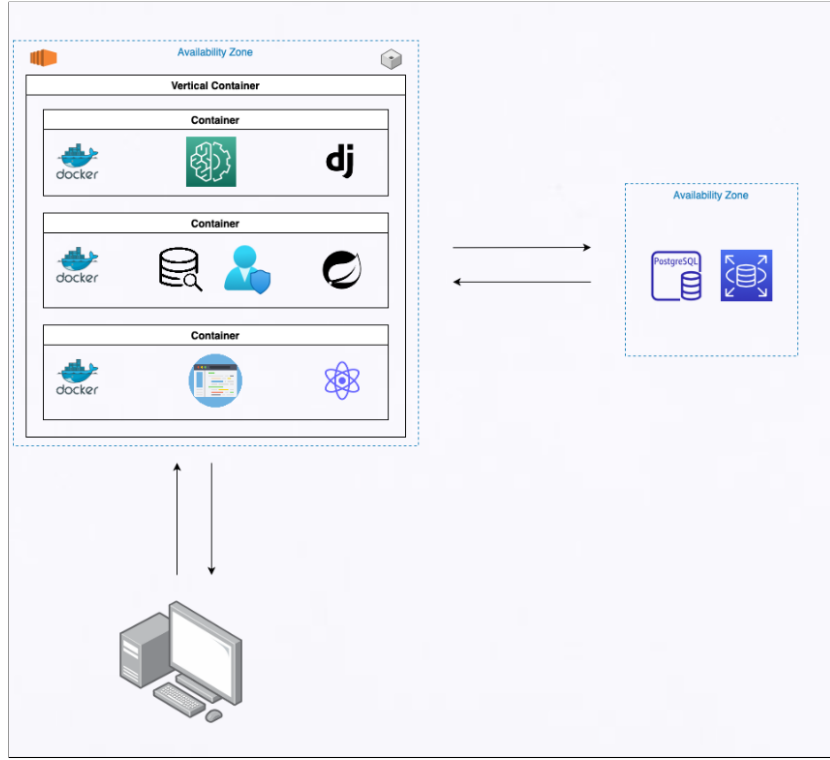 Availability Zone
Vertical Container
Container
docker
dj
Container
docker
Container
docker
Availability Zone
PostgreSQL